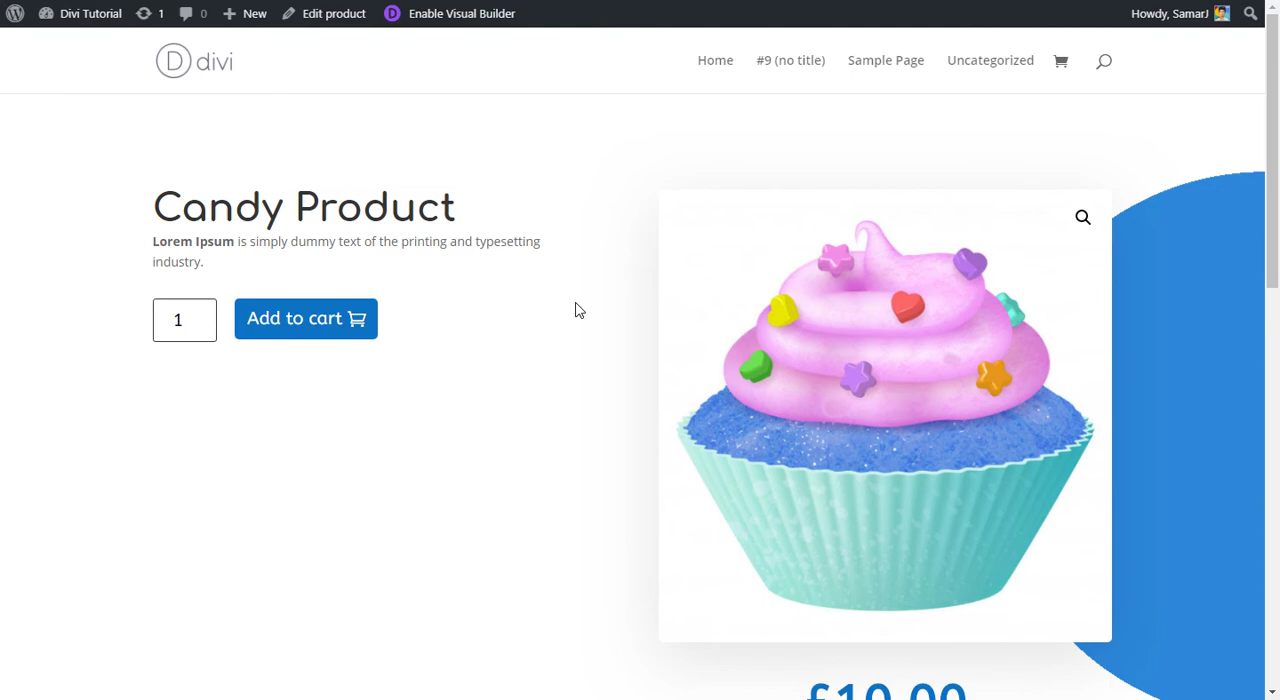 Divi Tutorial 1 0 New Edit product D Enable Visual Builder Howdy, SamarJ
D divi Home #9 (no title) Sample Page Uncategorized
Candy Product
Lorem Ipsum is simply dummy text of the printing and typesetting
industry.
1 Add to cart
£10.00